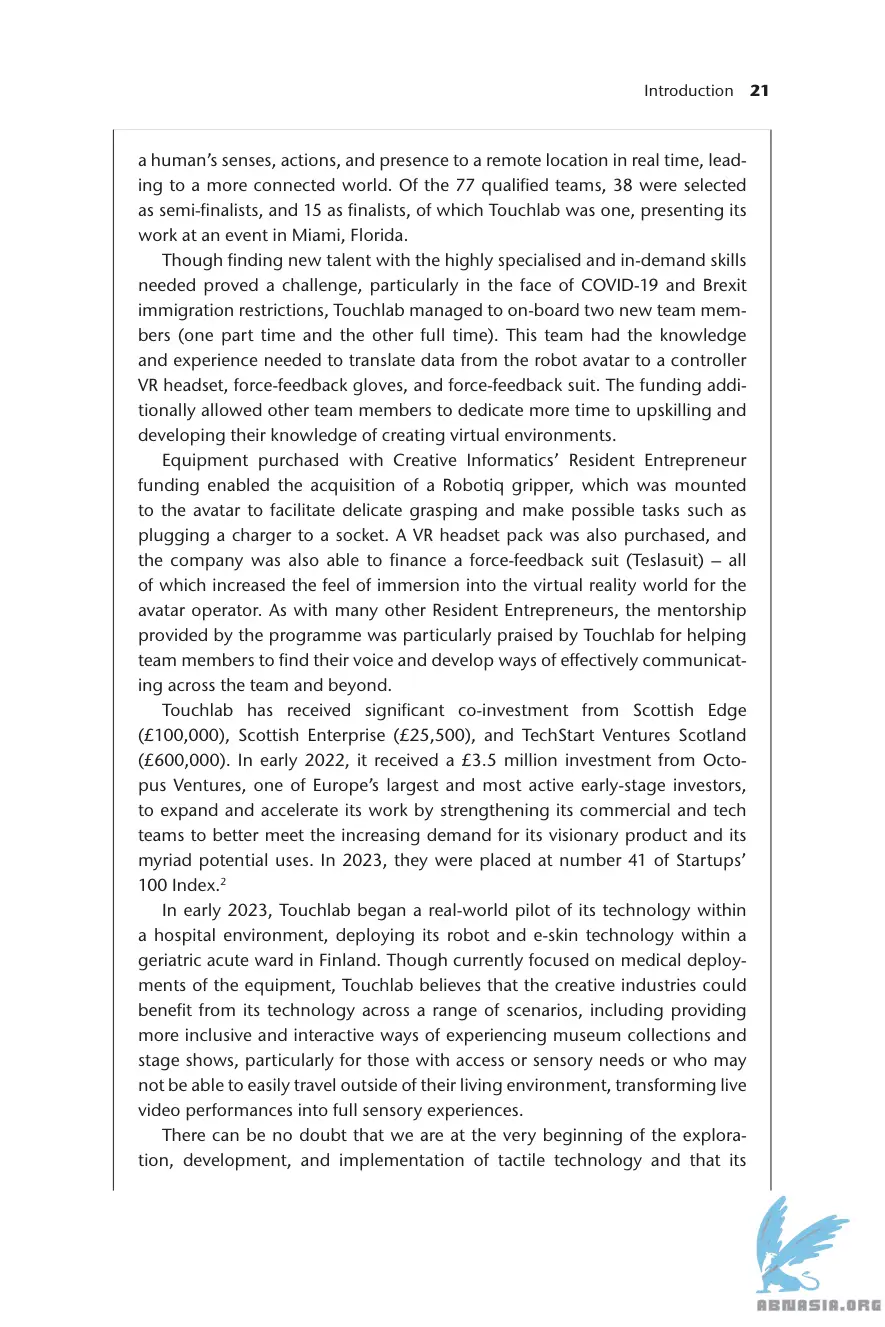 Introduction 21
a human’s senses, actions, and presence to a remote location in real time, lead-
ing to a more connected world. Of the 77 qualified teams, 38 were selected
as semi-finalists, and 15 as finalists, of which Touchlab was one, presenting its
work at an event in Miami, Florida.
Though finding new talent with the highly specialised and in-demand skills
needed proved a challenge, particularly in the face of COVID-19 and Brexit
immigration restrictions, Touchlab managed to on-board two new team mem-
bers (one part time and the other full time). This team had the knowledge
and experience needed to translate data from the robot avatar to a controller
VR headset, force-feedback gloves, and force-feedback suit. The funding addi-
tionally allowed other team members to dedicate more time to upskilling and
developing their knowledge of creating virtual environments.
Equipment purchased with Creative Informatics’ Resident Entrepreneur
funding enabled the acquisition of a Robotiq gripper, which was mounted
to the avatar to facilitate delicate grasping and make possible tasks such as
plugging a charger to a socket. A VR headset pack was also purchased, and
the company was also able to finance a force-feedback suit (Teslasuit) – all
of which increased the feel of immersion into the virtual reality world for the
avatar operator. As with many other Resident Entrepreneurs, the mentorship
provided by the programme was particularly praised by Touchlab for helping
team members to find their voice and develop ways of effectively communicat-
ing across the team and beyond.
Touchlab has received significant co-investment from Scottish Edge
(£100,000), Scottish Enterprise (£25,500), and TechStart Ventures Scotland
(£600,000). In early 2022, it received a £3.5 million investment from Octo-
pus Ventures, one of Europe’s largest and most active early-stage investors,
to expand and accelerate its work by strengthening its commercial and tech
teams to better meet the increasing demand for its visionary product and its
myriad potential uses. In 2023, they were placed at number 41 of Startups’
100 Index.²
In early 2023, Touchlab began a real-world pilot of its technology within
a hospital environment, deploying its robot and e-skin technology within a
geriatric acute ward in Finland. Though currently focused on medical deploy-
ments of the equipment, Touchlab believes that the creative industries could
benefit from its technology across a range of scenarios, including providing
more inclusive and interactive ways of experiencing museum collections and
stage shows, particularly for those with access or sensory needs or who may
not be able to easily travel outside of their living environment, transforming live
video performances into full sensory experiences.
There can be no doubt that we are at the very beginning of the explora-
tion, development, and implementation of tactile technology and that its
ABNASIA.ORG